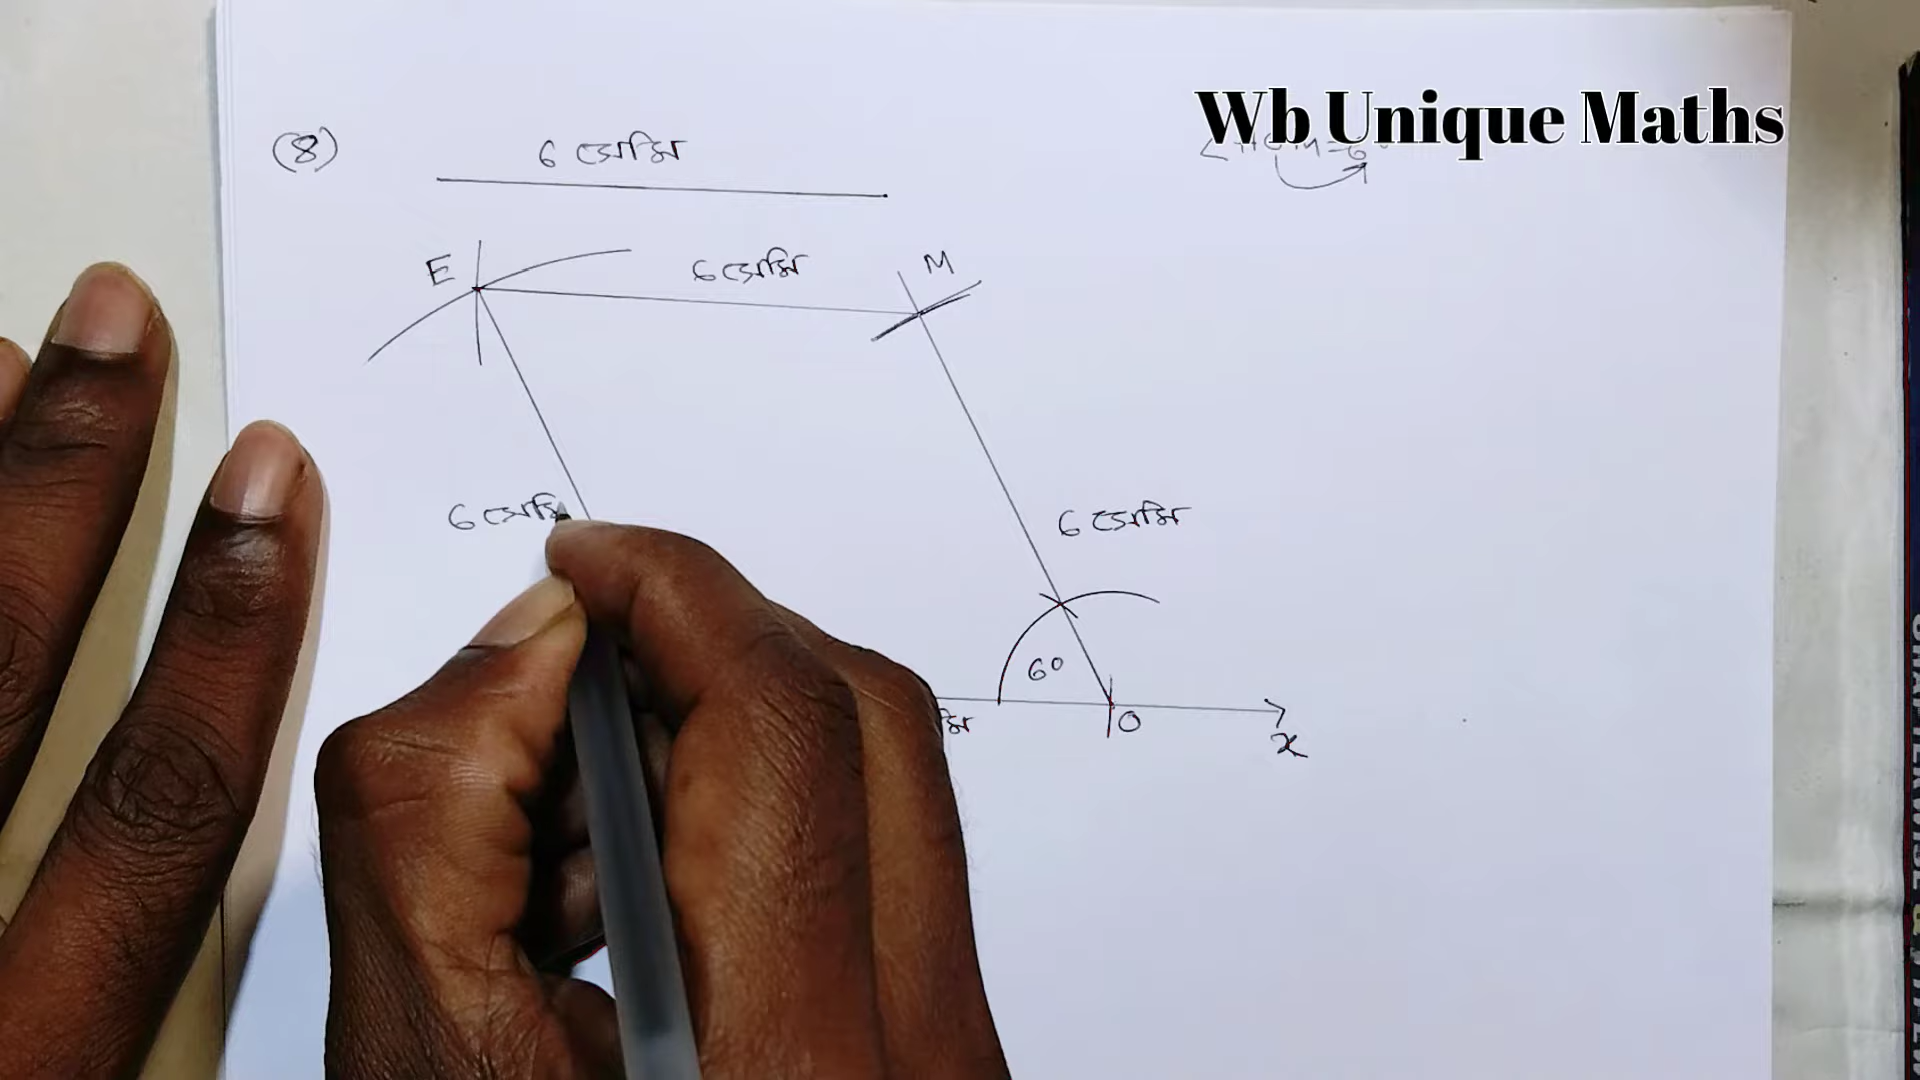 Wb Unique Maths
(8) 6 সেমি
E 6 সেমি M
6 সেমি 6 সেমি
60
মি O
x